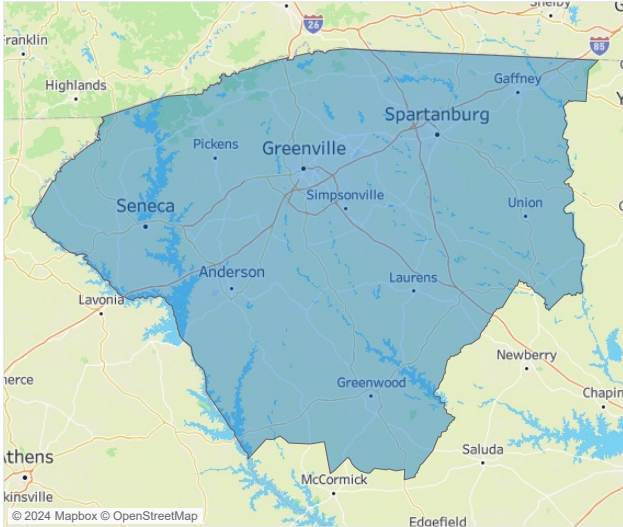 Shelby
26
Franklin
85
G
Highlands
Gaffney
Y
Spartanburg
Pickens
Greenville
Simpsonville
Seneca
Union
Anderson
Laurens
Lavonia
Newberry
merce
Greenwood
Chapin
Athens
Saluda
McCormick
kinsville
© 2024 Mapbox © OpenStreetMap
Edgefield